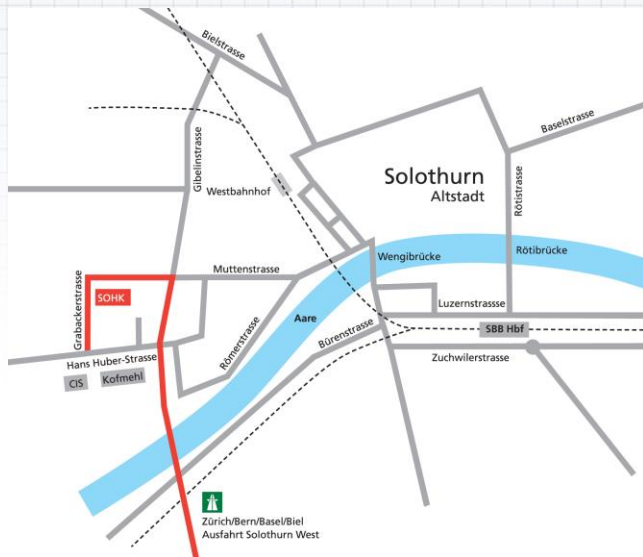 Bielstrasse
Baselstrasse
Gibelinstrasse
Solothurn
Altstadt
Rötistrasse
Westbahnhof
Wengibrücke
Rötibrücke
Muttenstrasse
Grabackerstrasse
SOHK
Luzernstrassse
Aare
Römerstrasse
Bürenstrasse
SBB Hbf
Hans Huber-Strasse
Zuchwilerstrasse
CIS
Kofmehl
Zürich/Bern/Basel/Biel
Ausfahrt Solothurn West